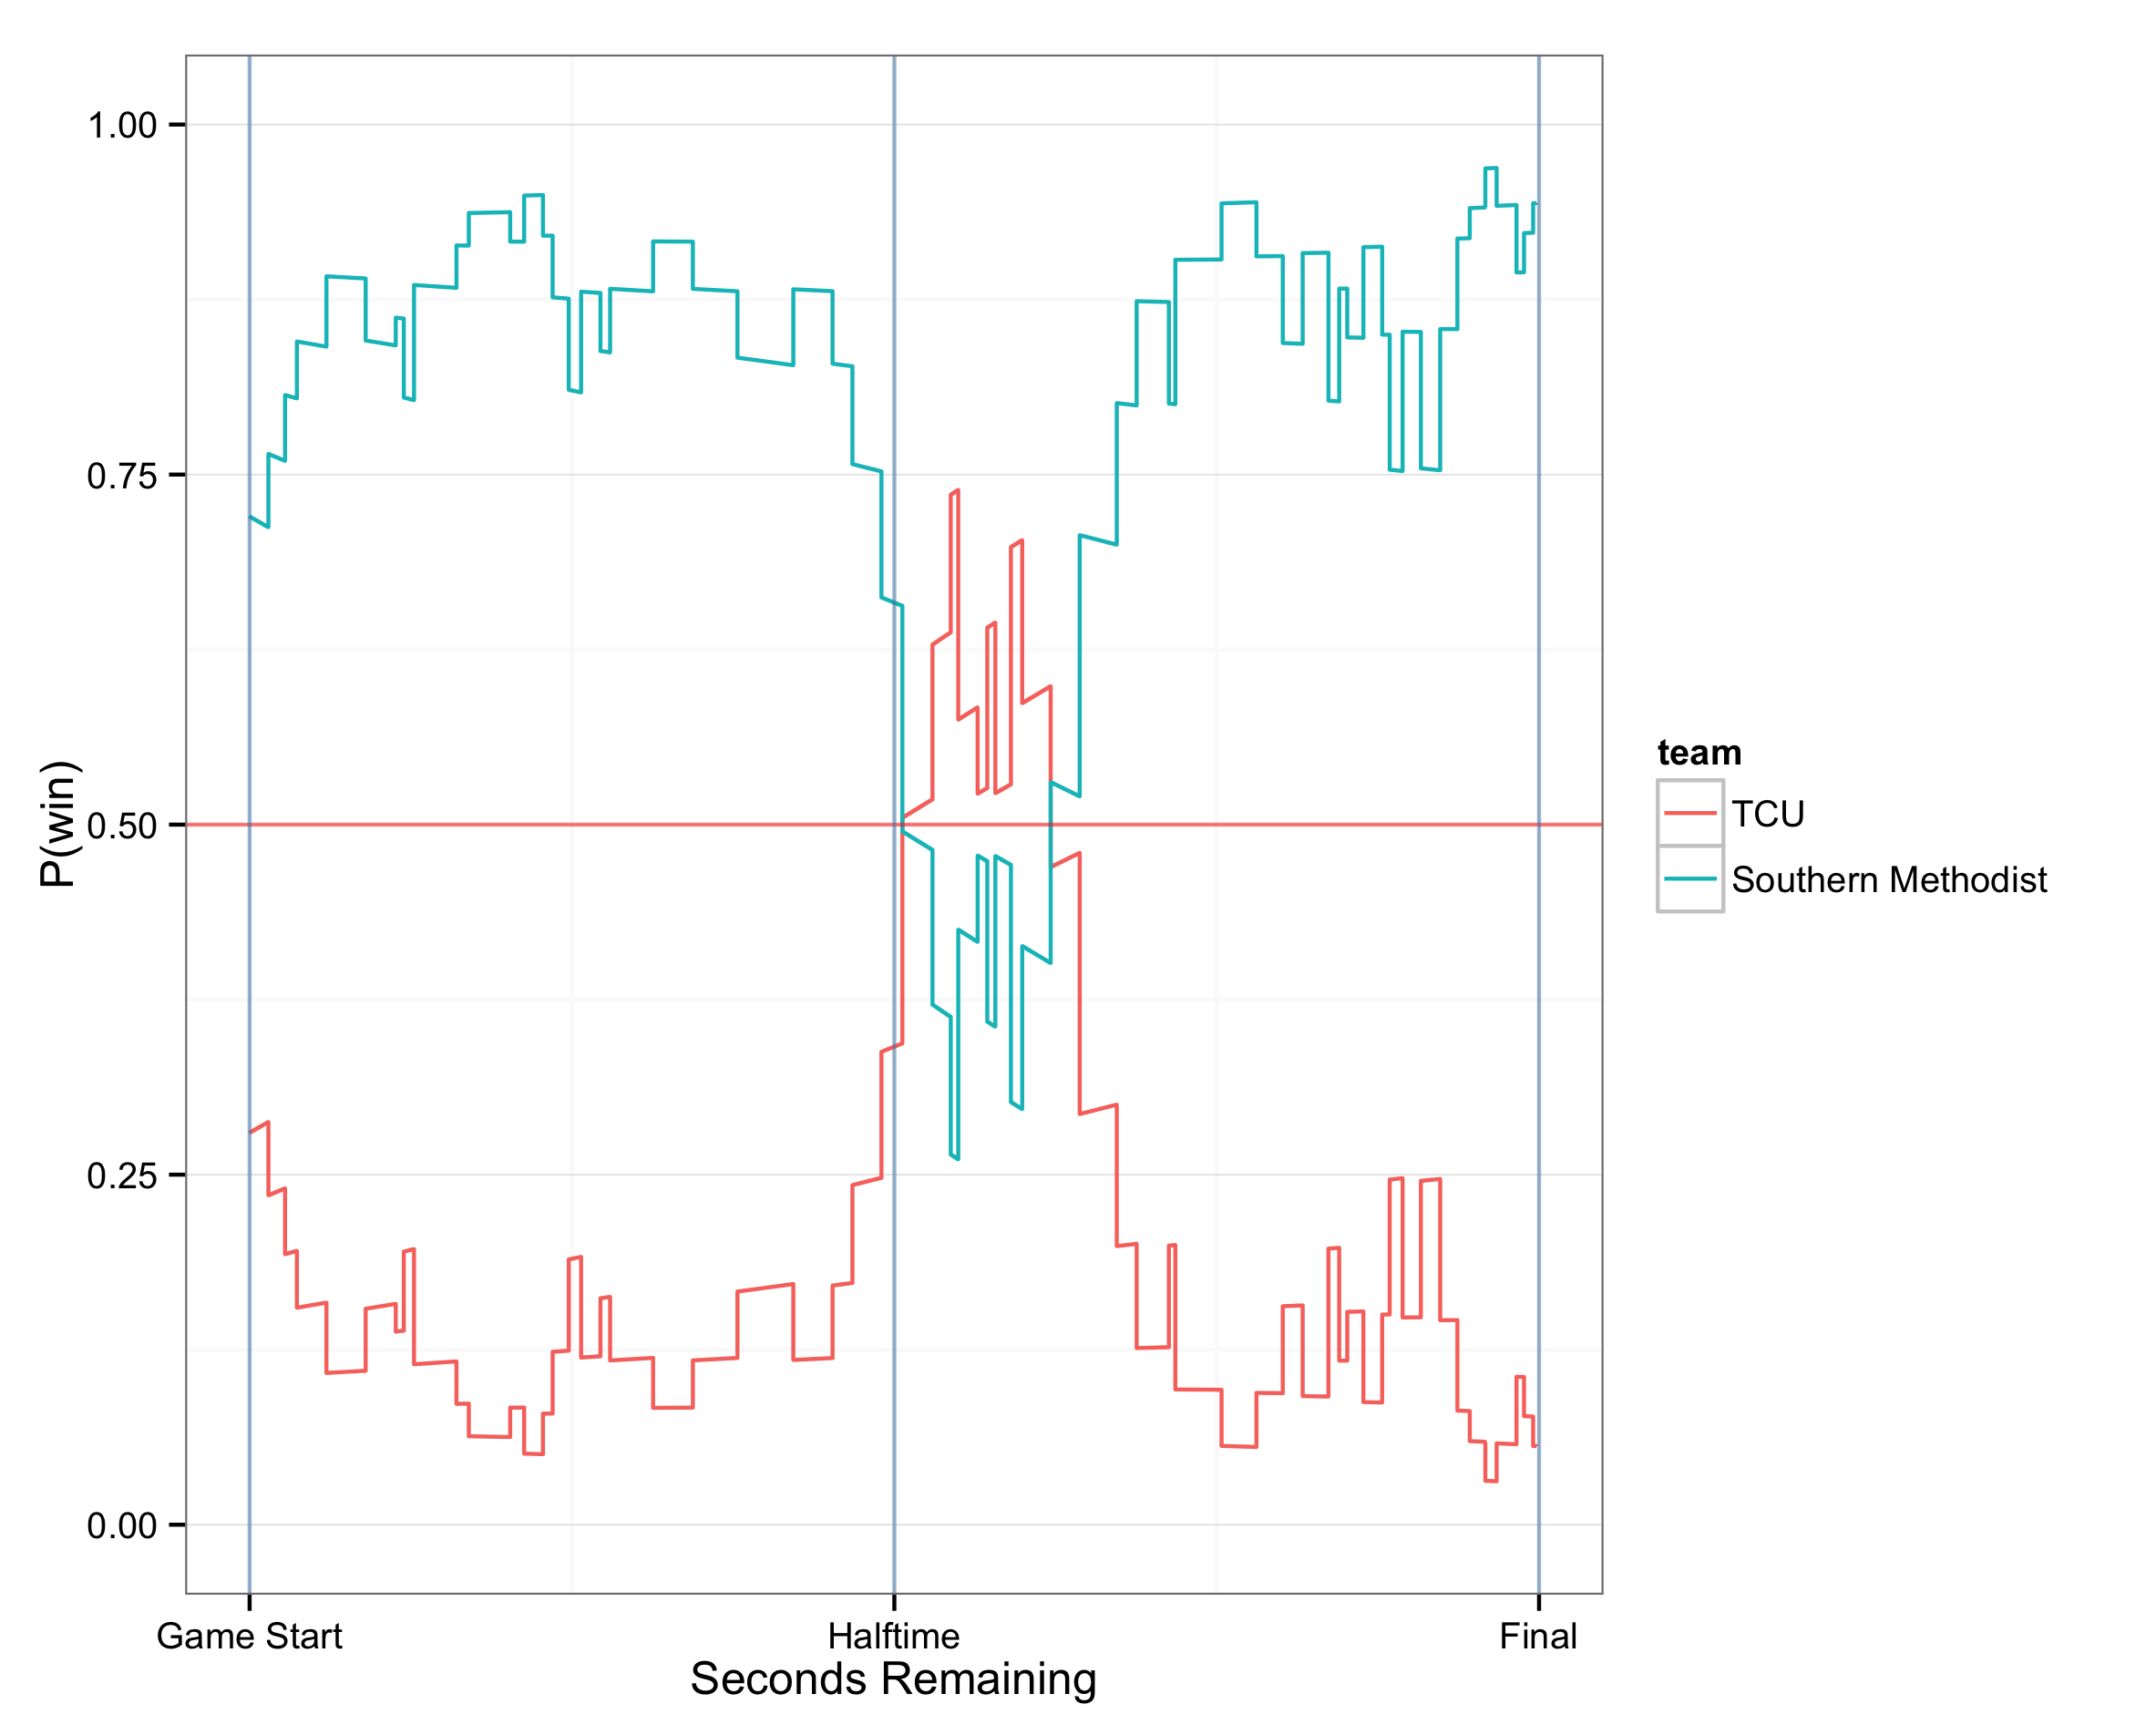 1.00
0.75
0.50
0.25
0.00
P(win)
Game Start
Halftime
Final
Seconds Remaining
team
TCU
Southern Methodist